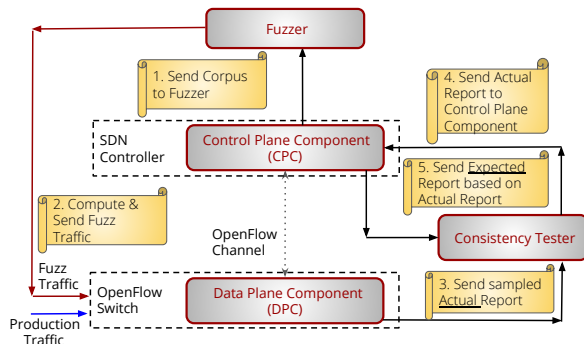 Fuzzer
1. Send Corpus
to Fuzzer
4. Send Actual
Report to
Control Plane
Component
SDN
Controller
Control Plane Component
(CPC)
5. Send Expected
Report based on
Actual Report
2. Compute &
Send Fuzz
Traffic
OpenFlow
Channel
Consistency Tester
Fuzz
Traffic
OpenFlow
Switch
Data Plane Component
(DPC)
3. Send sampled
Actual Report
Production
Traffic